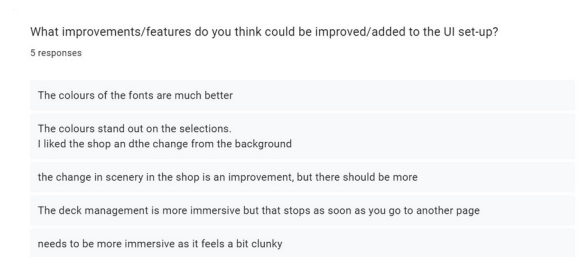 What improvements/features do you think could be improved/added to the UI set-up?
5 responses
The colours of the fonts are much better
The colours stand out on the selections.
I liked the shop an dthe change from the background
the change in scenery in the shop is an improvement, but there should be more
The deck management is more immersive but that stops as soon as you go to another page
needs to be more immersive as it feels a bit clunky